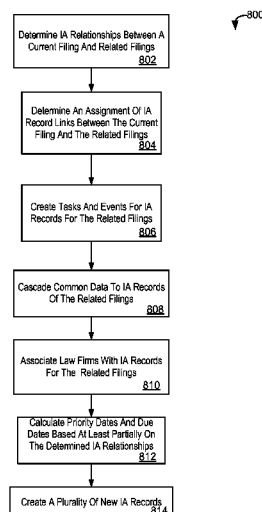 800
Determine IA Relationships Between A
Current Filing And Related Filings
802
Determine An Assignment Of IA
Record Links Between The Current
Filing And The Related Filings
804
Create Tasks And Events For IA
Records For The Related Filings
806
Cascade Common Data To IA Records
Of The Related Filings
808
Associate Law Firms With IA Records
For The Related Filings
810
Calculate Priority Dates And Due
Dates Based At Least Partially On
The Determined IA Relationships
812
Create A Plurality Of New IA Records
814